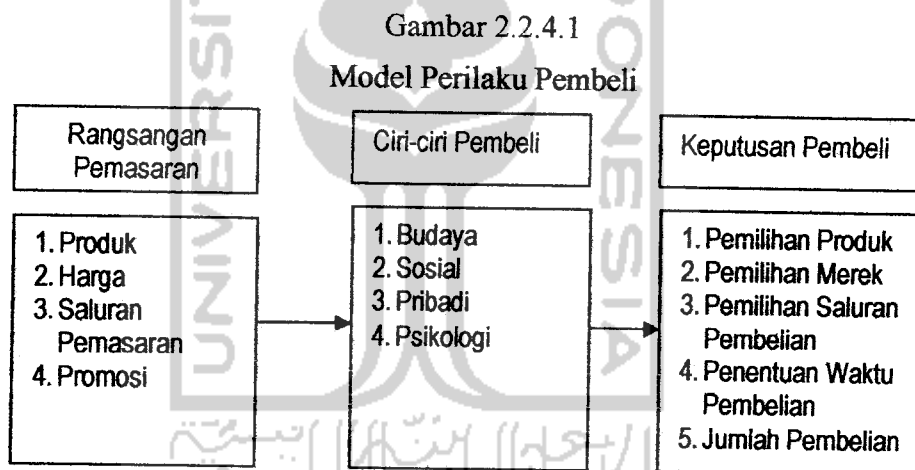 Gambar 2.2.4.1
Model Perilaku Pembeli
Rangsangan
Pemasaran
1. Produk
2. Harga
3. Saluran
Pemasaran
4. Promosi
Ciri-ciri Pembeli
1. Budaya
2. Sosial
3. Pribadi
4. Psikologi
Keputusan Pembeli
1. Pemilihan Produk
2. Pemilihan Merek
3. Pemilihan Saluran
Pembelian
4. Penentuan Waktu
Pembelian
5. Jumlah Pembelian